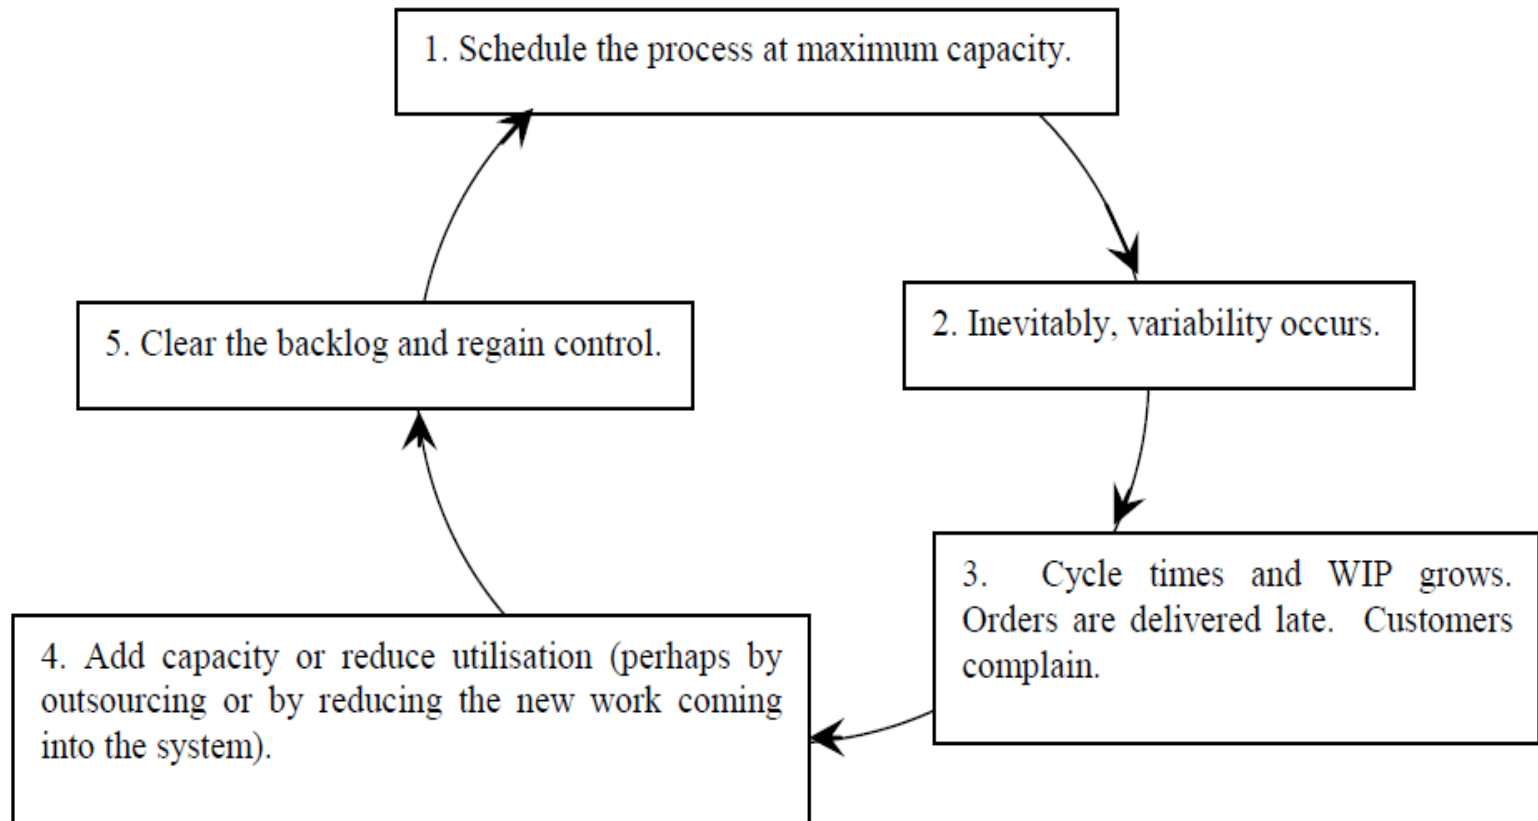 1. Schedule the process at maximum capacity.
2. Inevitably, variability occurs.
5. Clear the backlog and regain control.
3. Cycle times and WIP grows.
Orders are delivered late. Customers
complain.
4. Add capacity or reduce utilisation (perhaps by
outsourcing or by reducing the new work coming
into the system).